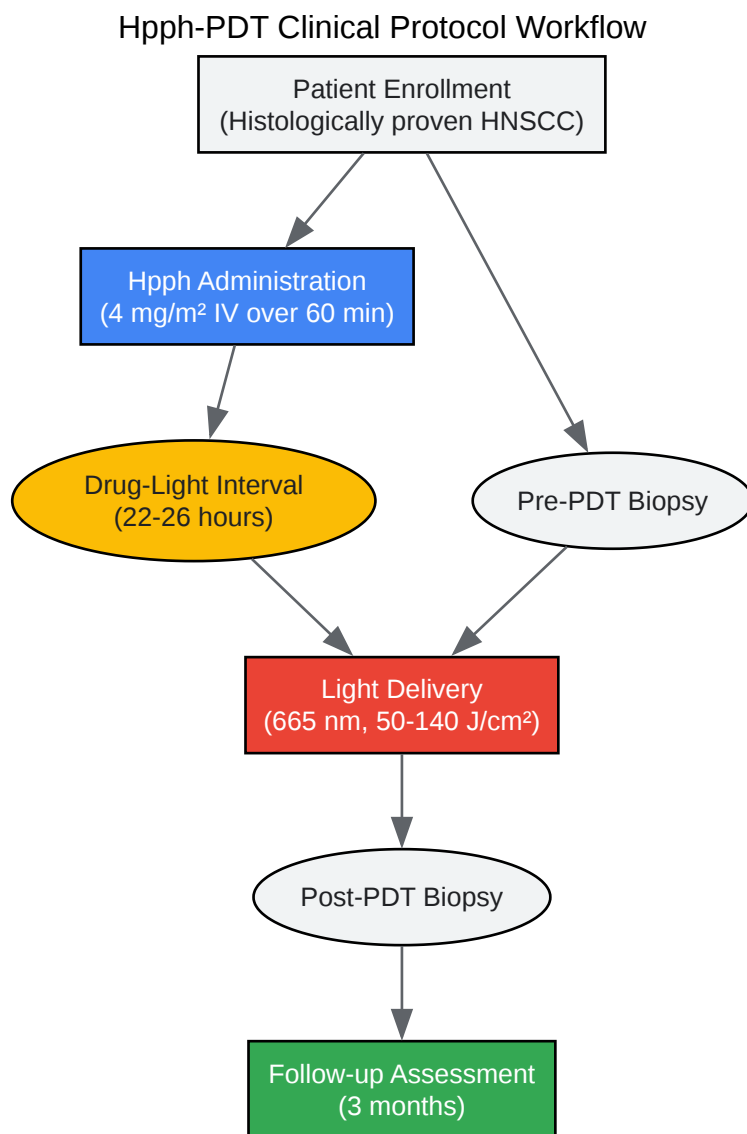 Hpph-PDT Clinical Protocol Workflow
Patient Enrollment
(Histologically proven HNSCC)
Hpph Administration
(4 mg/m² IV over 60 min)
Drug-Light Interval
(22-26 hours)
Pre-PDT Biopsy
Light Delivery
(665 nm, 50-140 J/cm²)
Post-PDT Biopsy
Follow-up Assessment
(3 months)